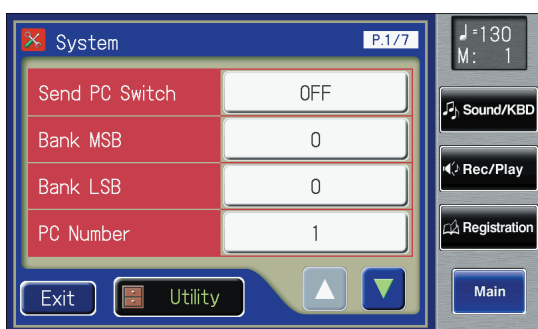 System P.1/7
♩=130
M: 1
Send PC Switch OFF
Bank MSB 0
Bank LSB 0
PC Number 1
Sound/KBD
Rec/Play
Registration
Exit Utility
Main